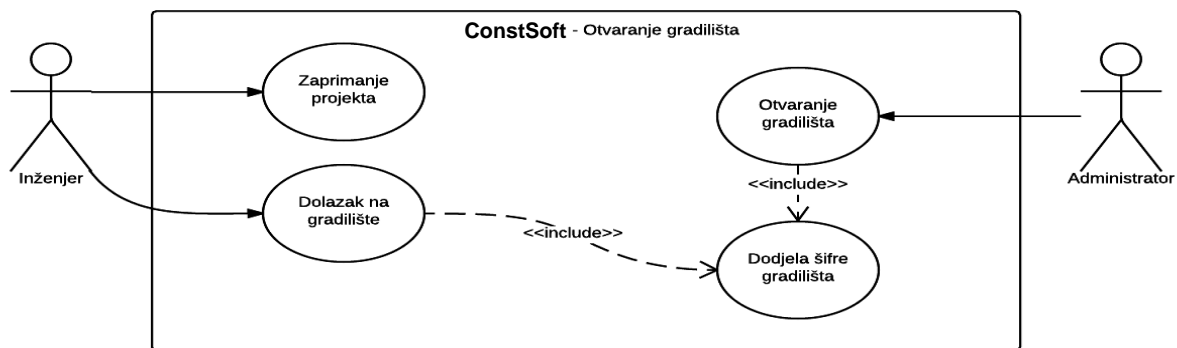 ConstSoft - Otvaranje gradilišta
Zaprimanje
projekta
Otvaranje
gradilišta
Inženjer
Administrator
<<include>>
Dolazak na
gradilište
<<include>>
Dodjela šifre
gradilišta